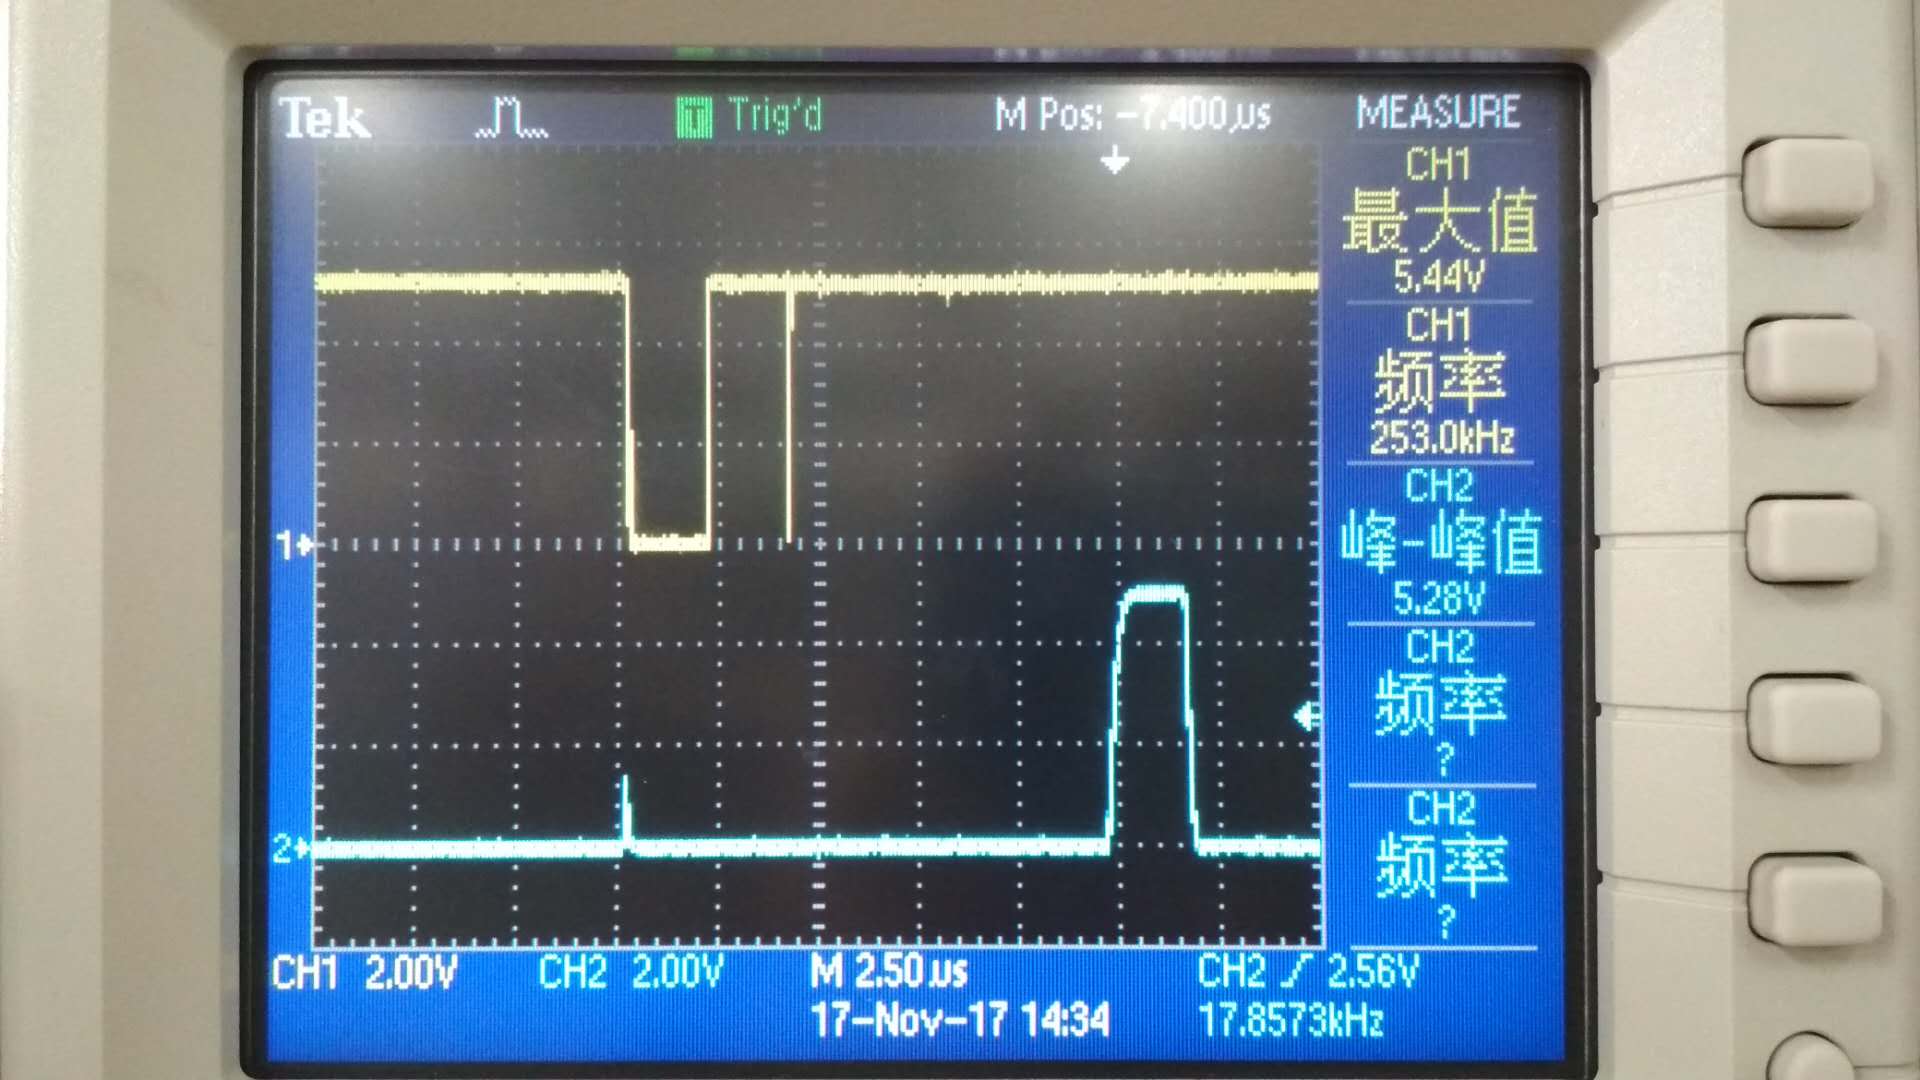 Tek Trig'd M Pos: -7.400µs MEASURE
CH1
最大值
5.44V
CH1
频率
253.0kHz
CH2
峰-峰值
5.28V
CH2
频率
?
CH2
频率
?
1
2
CH1 2.00V CH2 2.00V M 2.50µs CH2 2.56V
17-Nov-17 14:34 17.8573kHz